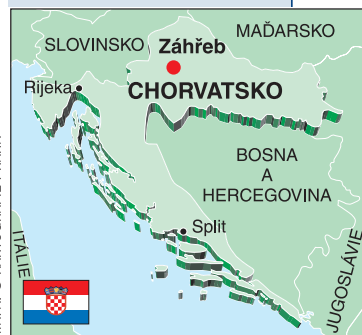 MAĎARSKO
SLOVINSKO
Záhřeb
Rijeka
CHORVATSKO
BOSNA
A
HERCEGOVINA
Split
ITÁLIE
JUGOSLÁVIE